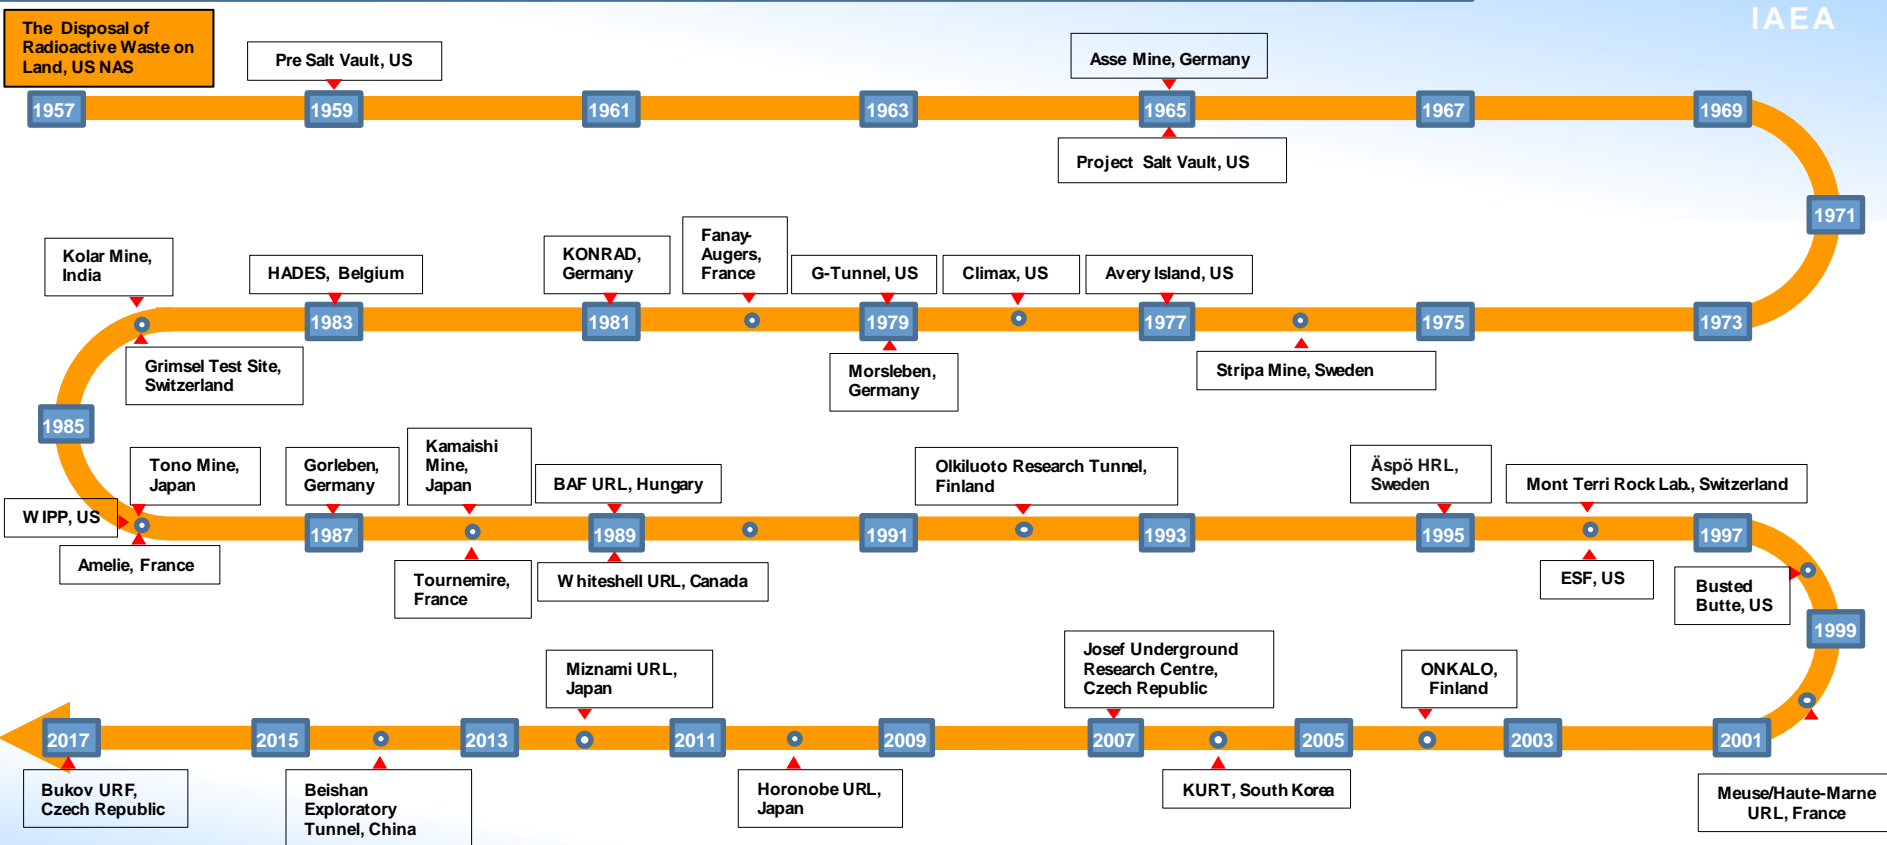 IAEA
The Disposal of
Radioactive Waste on
Land, US NAS
Pre Salt Vault, US
Asse Mine, Germany
1957
1959
1961
1963
1965
1967
1969
Project Salt Vault, US
1971
Kolar Mine,
India
HADES, Belgium
KONRAD,
Germany
Fanay-
Augers,
France
G-Tunnel, US
Climax, US
Avery Island, US
1983
1981
1979
1977
1975
1973
Grimsel Test Site,
Switzerland
Morsleben,
Germany
Stripa Mine, Sweden
1985
Tono Mine,
Japan
Gorleben,
Germany
Kamaishi
Mine,
Japan
BAF URL, Hungary
Olkiluoto Research Tunnel,
Finland
Äspö HRL,
Sweden
Mont Terri Rock Lab., Switzerland
WIPP, US
1987
1989
1991
1993
1995
1997
Amelie, France
Tournemire,
France
Whiteshell URL, Canada
ESF, US
Busted
Butte, US
1999
Miznami URL,
Japan
Josef Underground
Research Centre,
Czech Republic
ONKALO,
Finland
2017
2015
2013
2011
2009
2007
2005
2003
2001
Bukov URF,
Czech Republic
Beishan
Exploratory
Tunnel, China
Horonobe URL,
Japan
KURT, South Korea
Meuse/Haute-Marne
URL, France